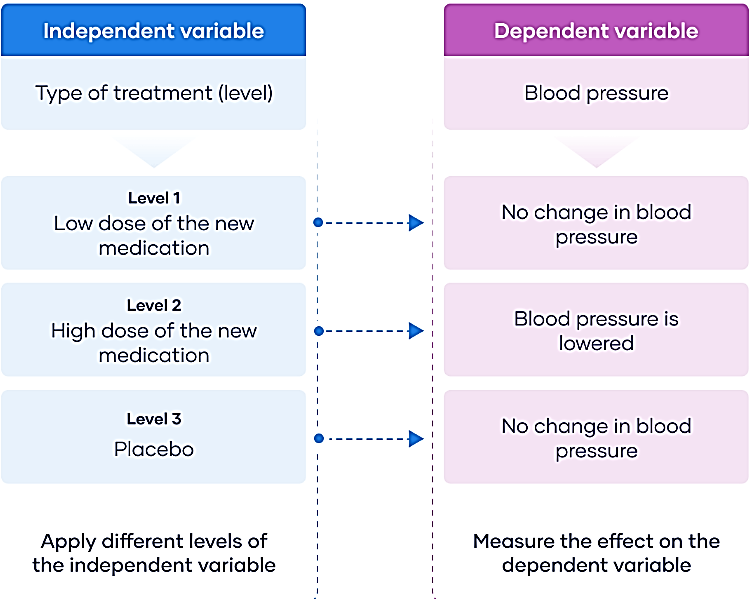 Independent variable
Dependent variable
Type of treatment (level)
Blood pressure
Level 1
Low dose of the new
medication
No change in blood
pressure
Level 2
High dose of the new
medication
Blood pressure is
lowered
Level 3
Placebo
No change in blood
pressure
Apply different levels of
the independent variable
Measure the effect on the
dependent variable